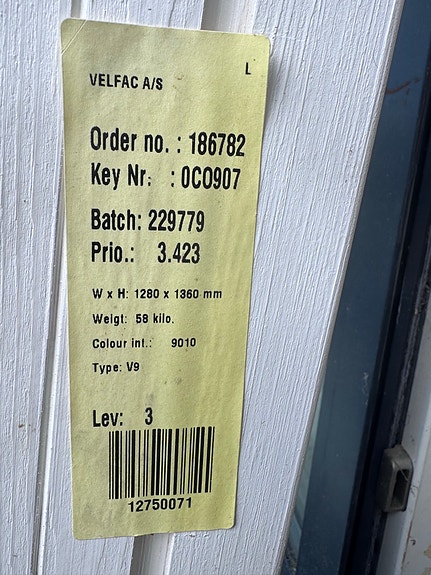 L
VELFAC A/S
Order no. : 186782
Key Nr: : 0C0907
Batch: 229779
Prio.: 3.423
W x H: 1280 x 1360 mm
Weigt: 58 kilo.
Colour int.: 9010
Type: V9
Lev: 3
12750071